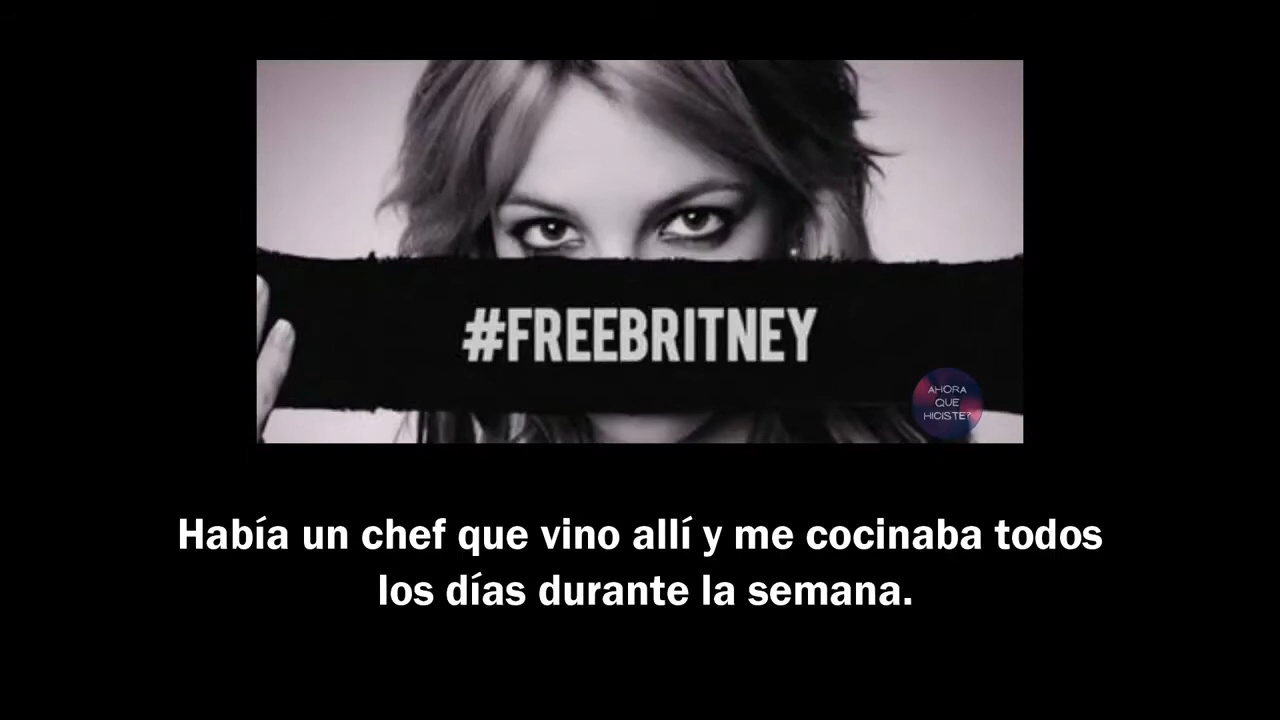 #FREEBRITNEY
AHORA
QUE
HICISTE?
Había un chef que vino allí y me cocinaba todos
los días durante la semana.